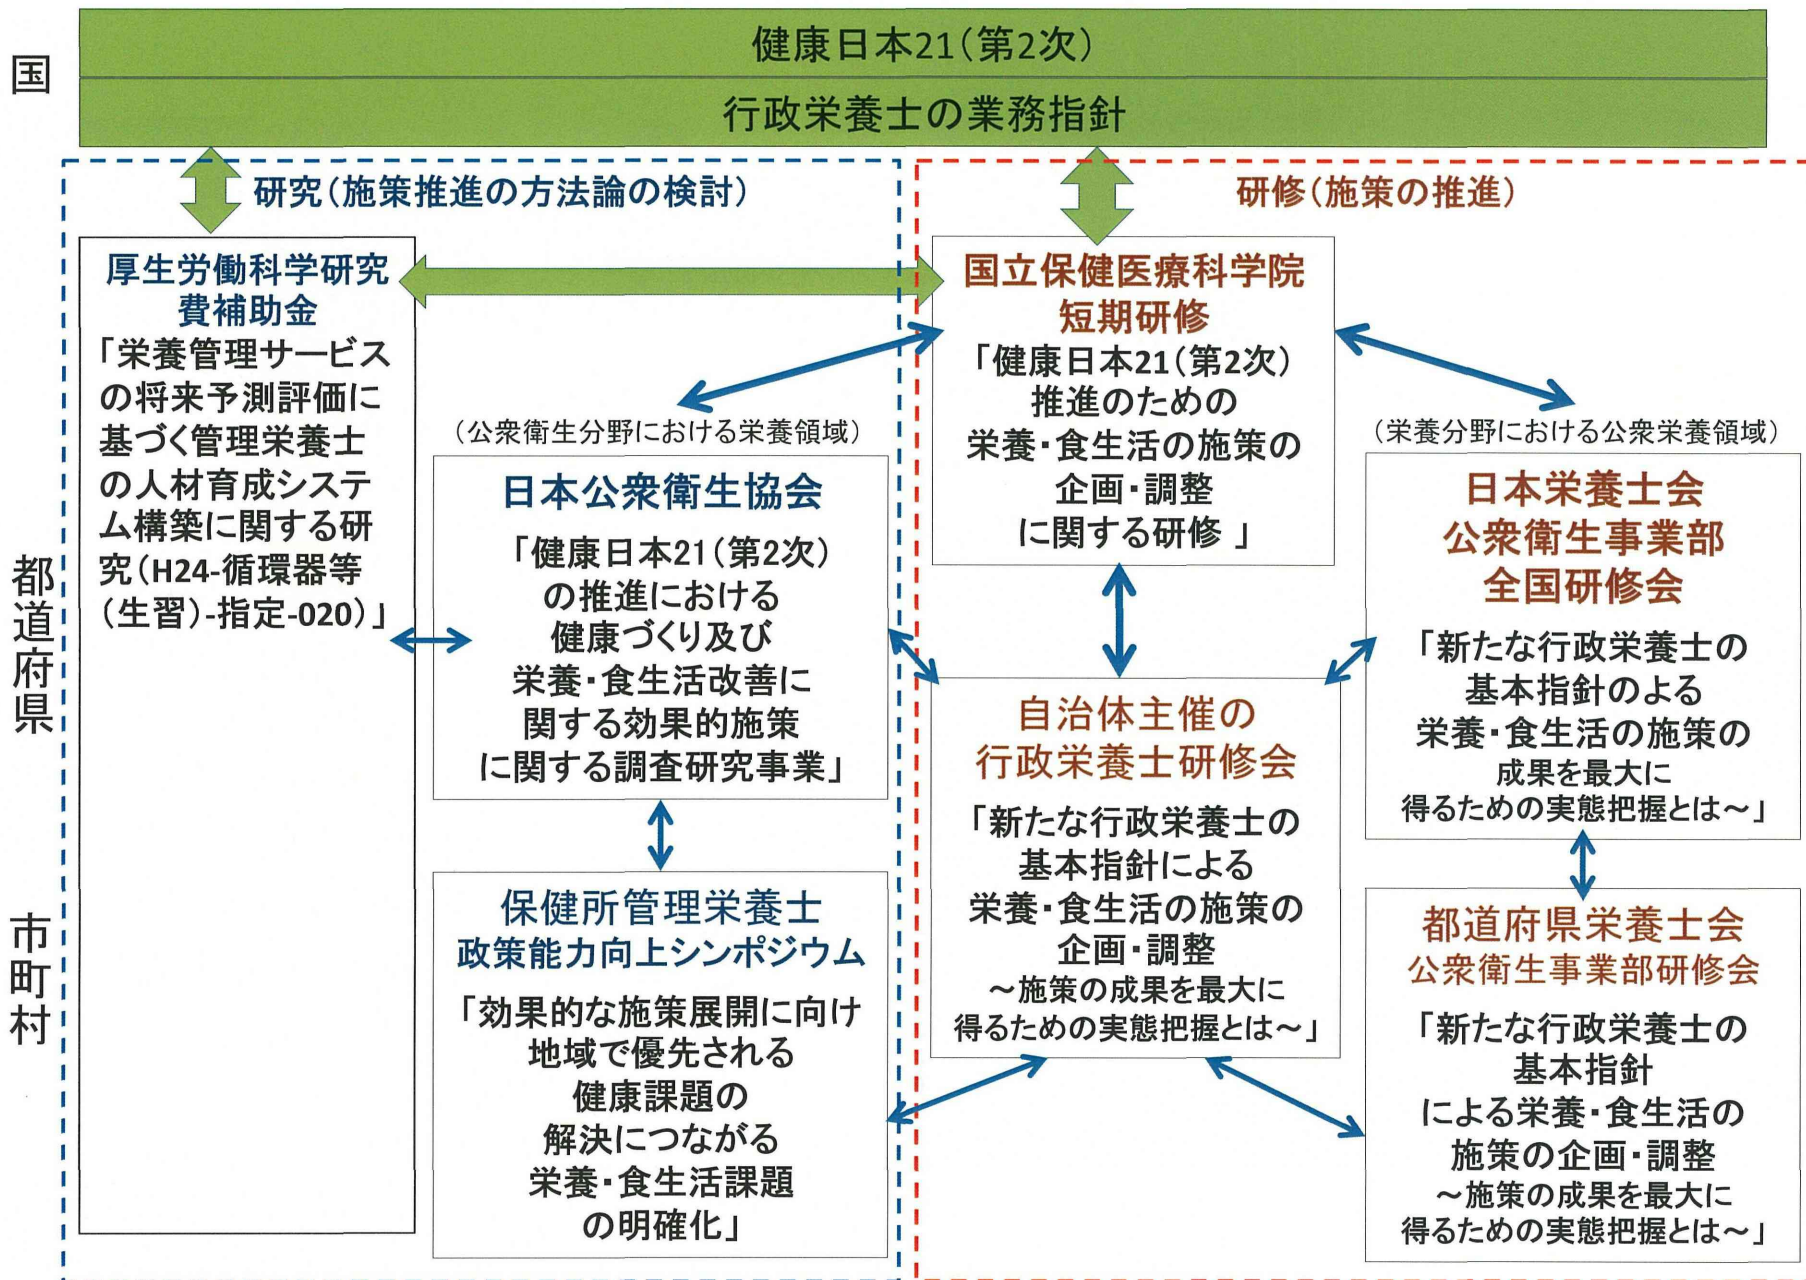 国
健康日本21（第2次）
行政栄養士の業務指針
研究（施策推進の方法論の検討）
厚生労働科学研究
費補助金
「栄養管理サービス
の将来予測評価に
基づく管理栄養士
の人材育成システ
ム構築に関する研
究（H24-循環器等
（生習）-指定-020）」
（公衆衛生分野における栄養領域）
日本公衆衛生協会
「健康日本21（第2次）
の推進における
健康づくり及び
栄養・食生活改善に
関する効果的施策
に関する調査研究事業」
保健所管理栄養士
政策能力向上シンポジウム
「効果的な施策展開に向け
地域で優先される
健康課題の
解決につながる
栄養・食生活課題
の明確化」
研修（施策の推進）
国立保健医療科学院
短期研修
「健康日本21（第2次）
推進のための
栄養・食生活の施策の
企画・調整
に関する研修 」
自治体主催の
行政栄養士研修会
「新たな行政栄養士の
基本指針による
栄養・食生活の施策の
企画・調整
～施策の成果を最大に
得るための実態把握とは～」
（栄養分野における公衆栄養領域）
日本栄養士会
公衆衛生事業部
全国研修会
「新たな行政栄養士の
基本指針のよる
栄養・食生活の施策の
成果を最大に
得るための実態把握とは～」
都道府県栄養士会
公衆衛生事業部研修会
「新たな行政栄養士の
基本指針
による栄養・食生活の
施策の企画・調整
～施策の成果を最大に
得るための実態把握とは～」
都道府県
市町村